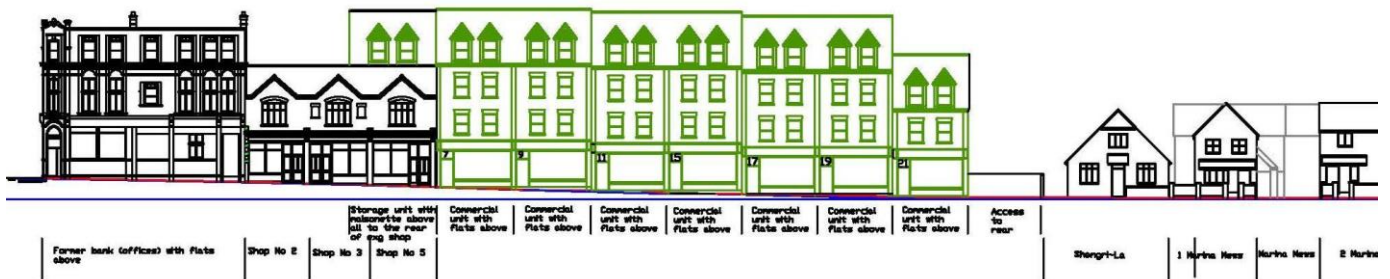 7
9
11
15
17
19
21
Storage unit with
maisonette above
all to the rear
of exg shop
Commercial
unit with
flats above
Commercial
unit with
flats above
Commercial
unit with
flats above
Commercial
unit with
flats above
Commercial
unit with
flats above
Commercial
unit with
flats above
Commercial
unit with
flats above
Access
to
rear
Former bank (offices) with flats
above
Shop No 2
Shop No 3
Shop No 5
Shangri-La
1 Marina Mews
Marina Mews
2 Marina